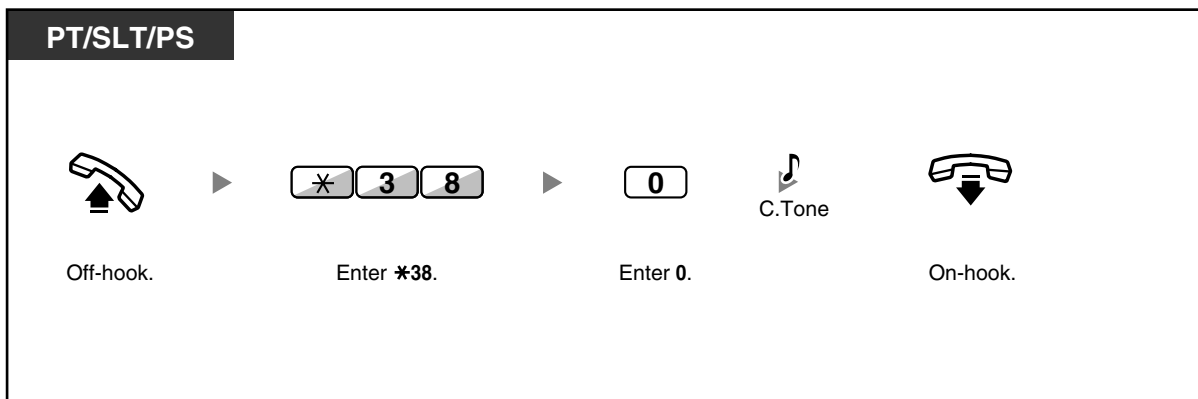 PT/SLT/PS
* 3 8
0
C.Tone
Off-hook.
Enter *38.
Enter 0.
On-hook.